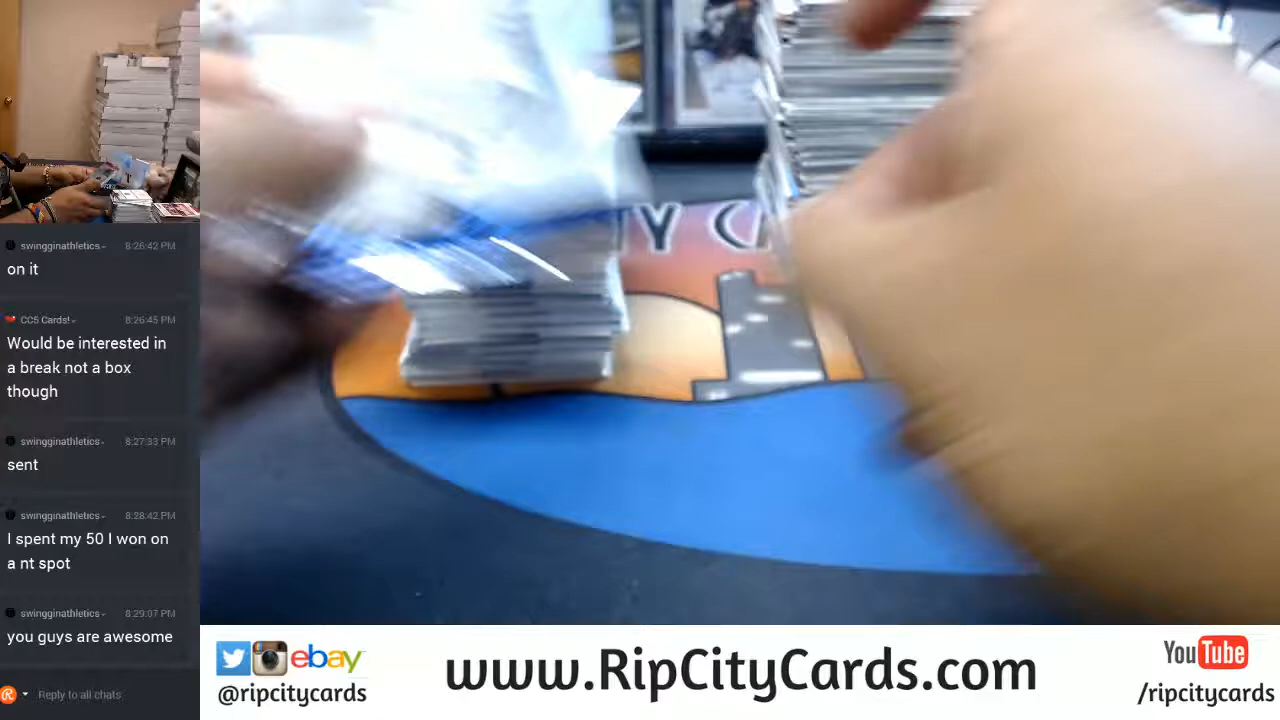 swingginathletics 8:26:42 PM
on it
CC5 Cards! 8:26:45 PM
Would be interested in
a break not a box
though
swingginathletics 8:27:33 PM
sent
swingginathletics 8:28:42 PM
I spent my 50 I won on
a nt spot
swingginathletics 8:29:07 PM
you guys are awesome
Reply to all chats
TY CA
ebay
@ripcitycards
www.RipCityCards.com
YouTube
/ripcitycards